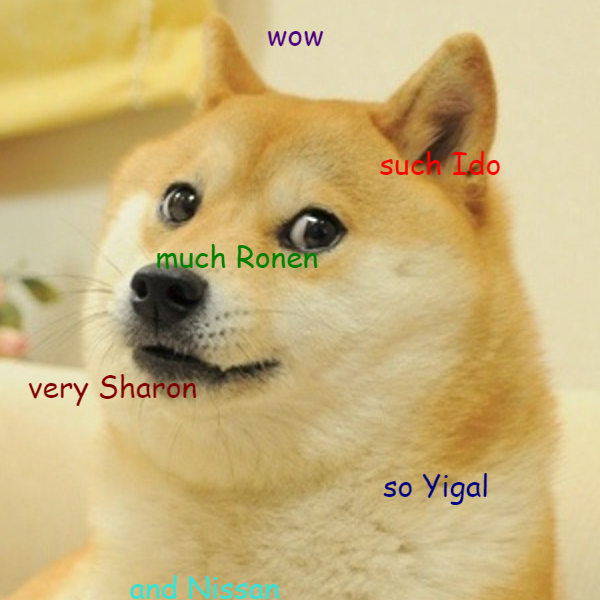 wow
such Ido
much Ronen
very Sharon
so Yigal
and Nissan